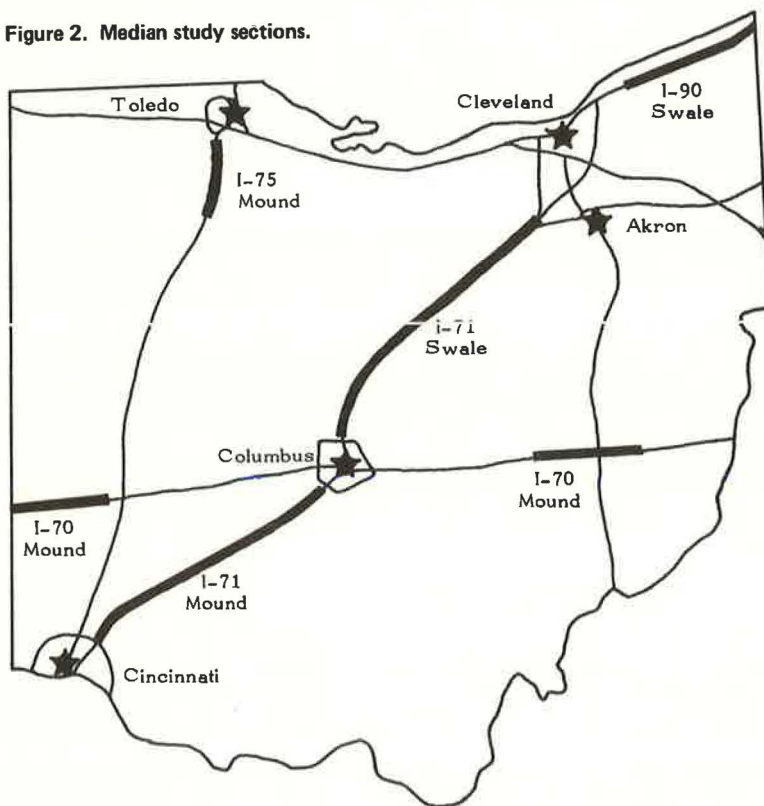 Figure 2. Median study sections.
Toledo
Cleveland
I-90
Swale
I-75
Mound
Akron
i-71
Swale
Columbus
I-70
Mound
I-70
Mound
I-71
Mound
Cincinnati